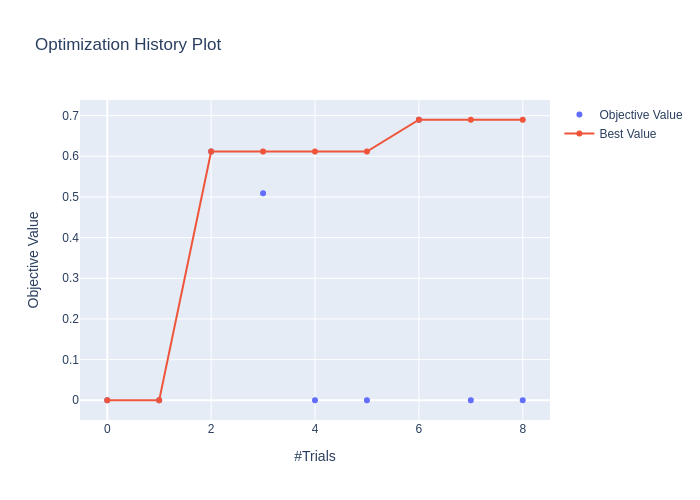 Optimization History Plot
Objective Value
Best Value
0.7
0.6
0.5
0.4
0.3
0.2
0.1
0
Objective Value
0 2 4 6 8
#Trials